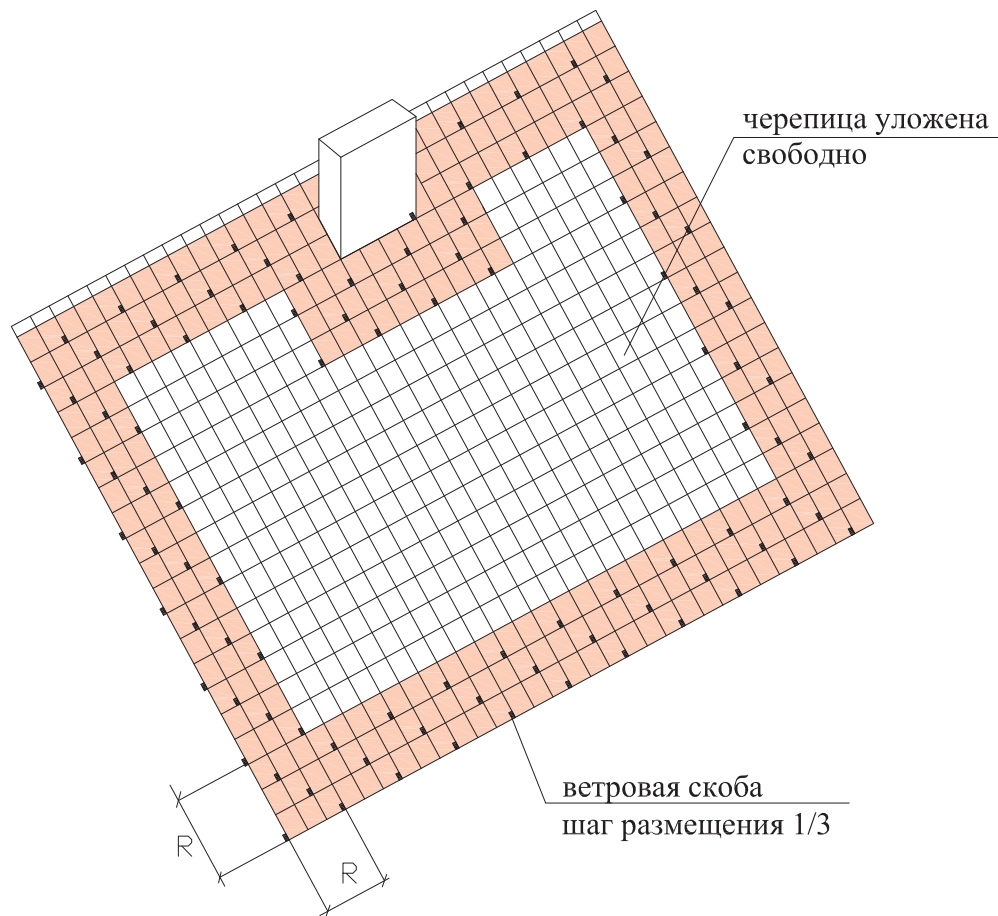 черепица уложена
свободно
ветровая скоба
шаг размещения 1/3
R
R